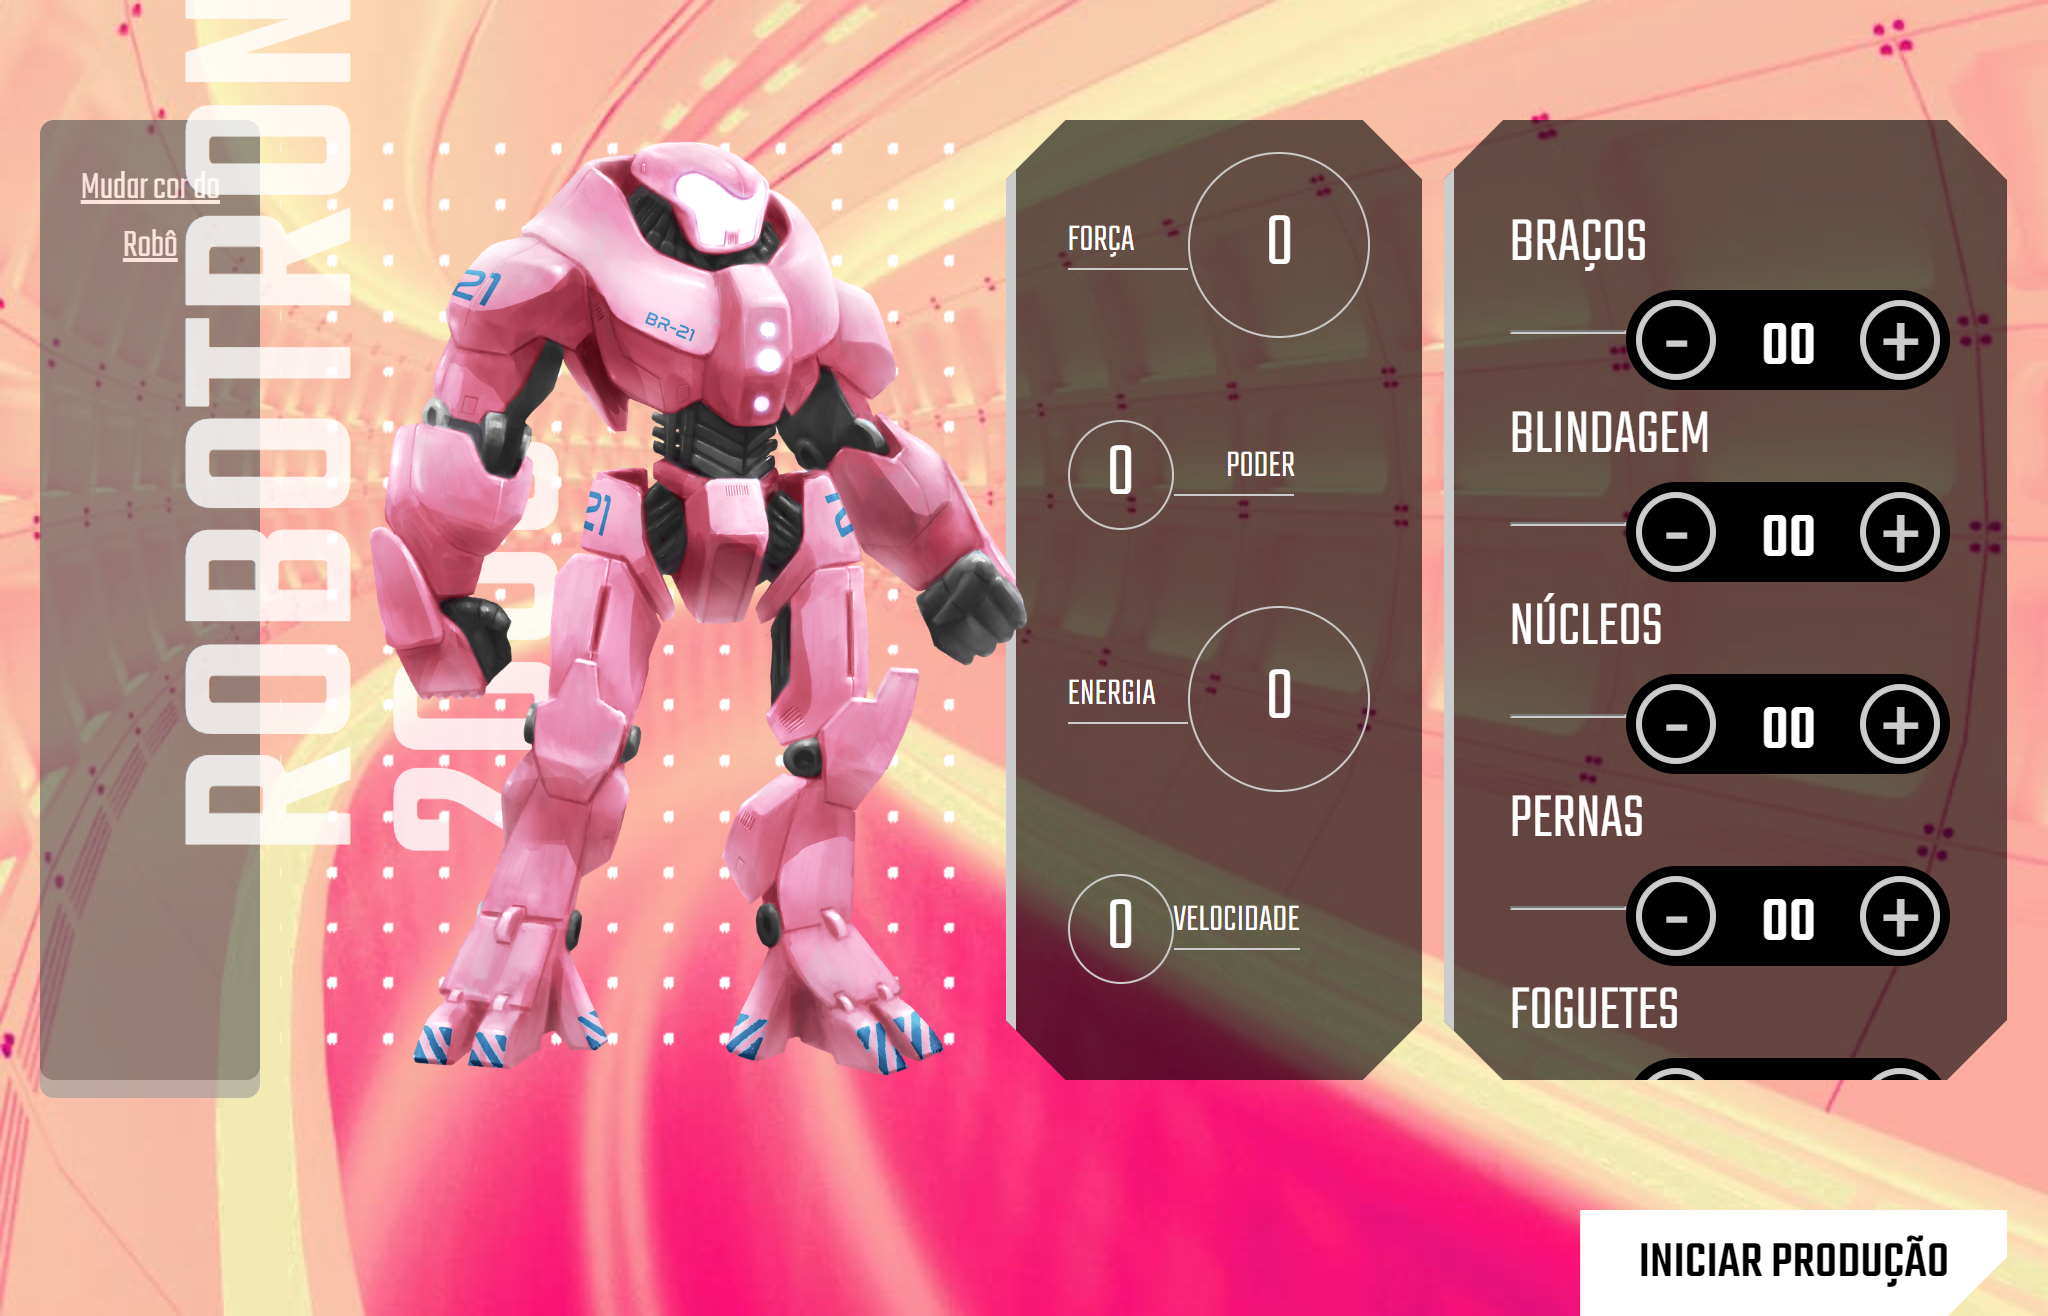 Mudar cor do
Robô
ROBOTRON
2000
21
BR-21
21
2
FORÇA
0
0
PODER
ENERGIA
0
0
VELOCIDADE
BRAÇOS
- 00 +
BLINDAGEM
- 00 +
NÚCLEOS
- 00 +
PERNAS
- 00 +
FOGUETES
INICIAR PRODUÇÃO